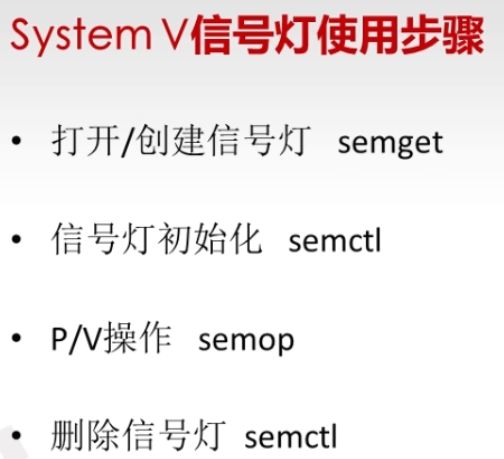 System V信号灯使用步骤
• 打开/创建信号灯 semget
• 信号灯初始化 semctl
• P/V操作 semop
• 删除信号灯 semctl